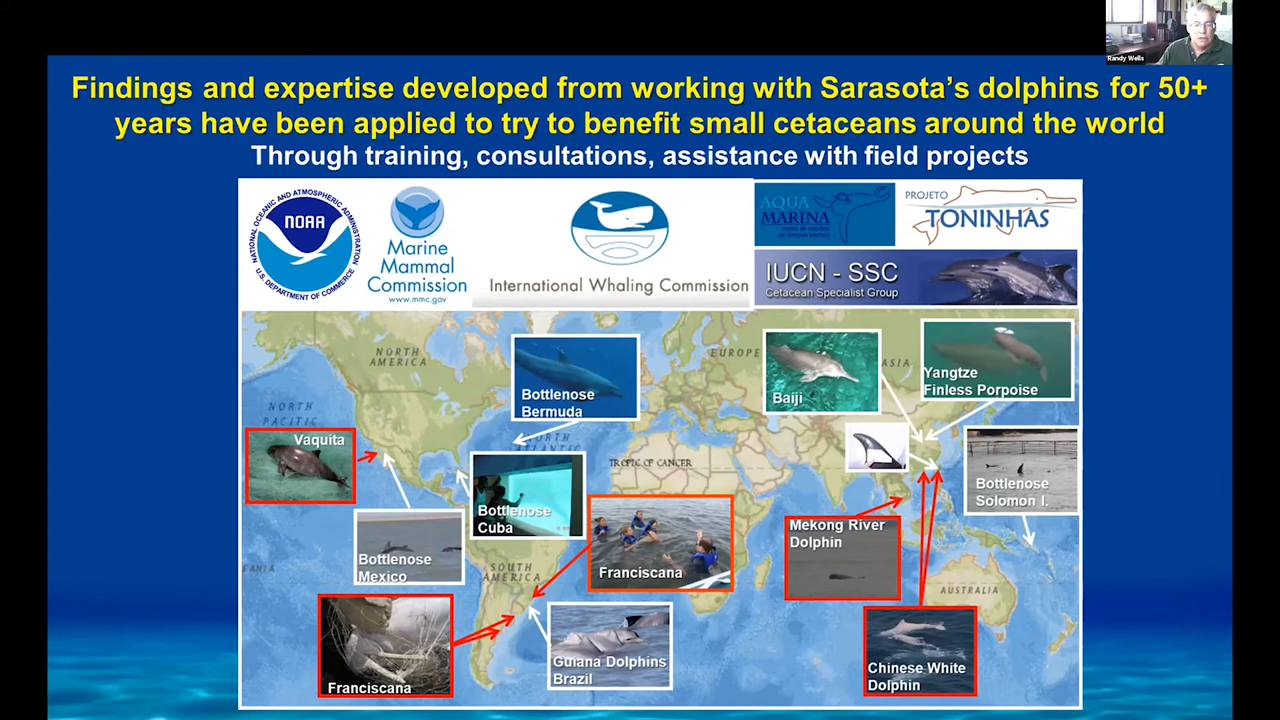 Randy Wells
Findings and expertise developed from working with Sarasota's dolphins for 50+
years have been applied to try to benefit small cetaceans around the world
Through training, consultations, assistance with field projects
NATIONAL OCEANIC AND ATMOSPHERIC ADMINISTRATION
NOAA
U.S. DEPARTMENT OF COMMERCE
Marine
Mammal
Commission
www.mmc.gov
International Whaling Commission
AQUA
MARINA
PROJETO
TONINHAS
IUCN - SSC
Cetacean Specialist Group
NORTH
AMERICA
EUROPE
ASIA
Bottlenose
Bermuda
Baiji
Yangtze
Finless Porpoise
NORTH
PACIFIC
NORTH
ATLANTIC
Vaquita
TROPIC OF CANCER
Bottlenose
Solomon I.
Bottlenose
Cuba
Mekong River
Dolphin
Bottlenose
Mexico
Franciscana
SOUTH
AMERICA
AUSTRALIA
Guiana Dolphins
Brazil
Chinese White
Dolphin
Franciscana